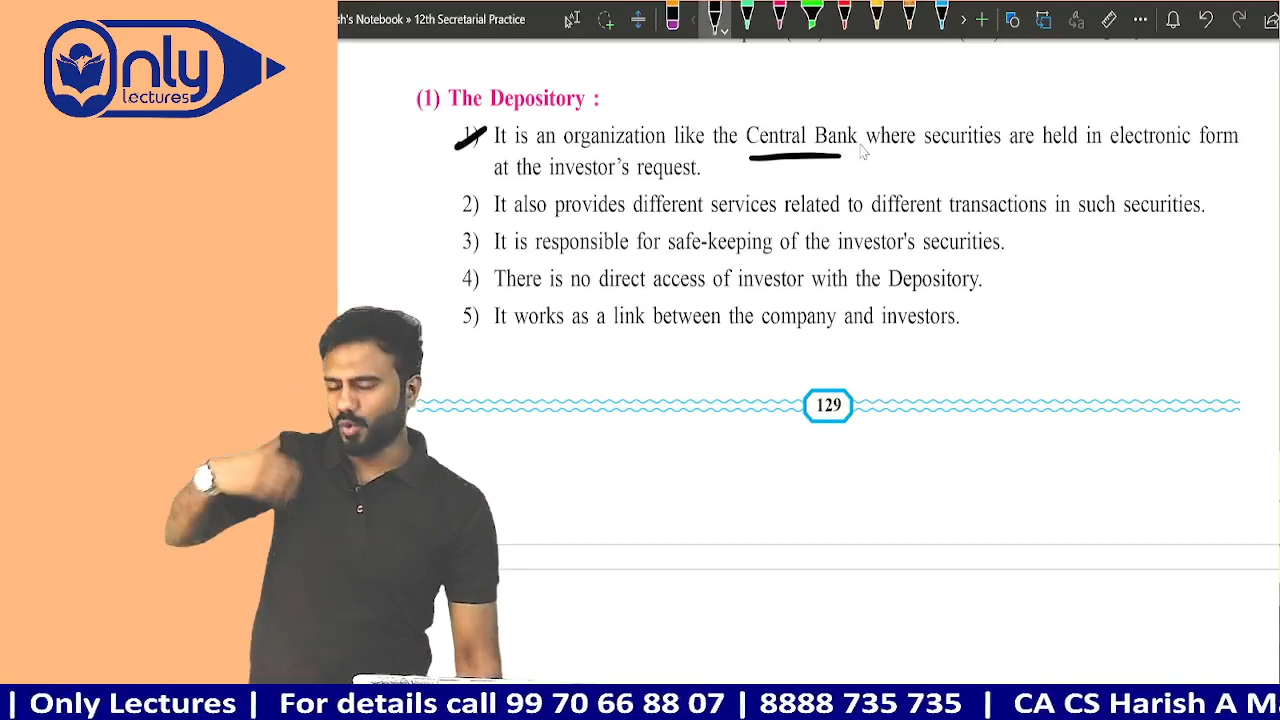 Only
lectures
sh's Notebook » 12th Secretarial Practice
(1) The Depository :
1) It is an organization like the Central Bank where securities are held in electronic form
at the investor’s request.
2) It also provides different services related to different transactions in such securities.
3) It is responsible for safe-keeping of the investor's securities.
4) There is no direct access of investor with the Depository.
5) It works as a link between the company and investors.
129
| Only Lectures | For details call 99 70 66 88 07 | 8888 735 735 | CA CS Harish A Ma